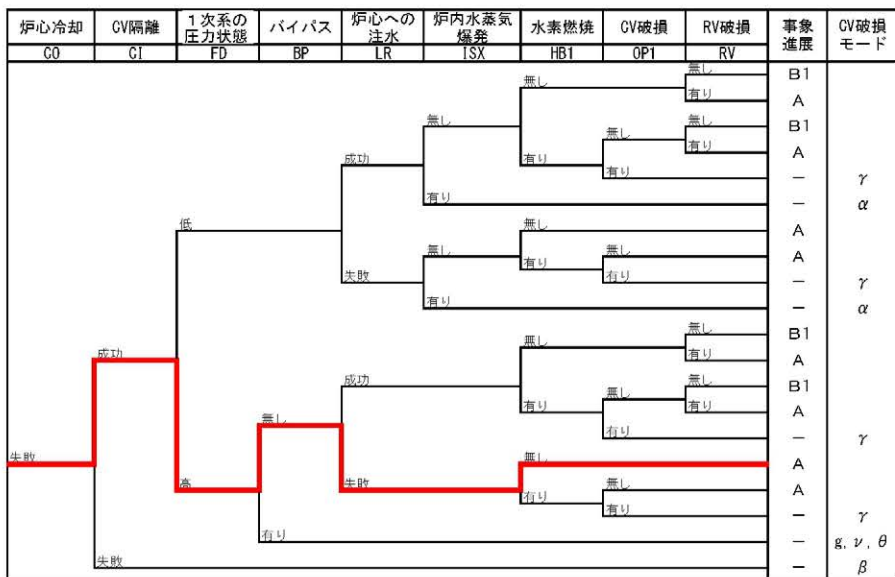 炉心冷却 CV隔離 1次系の圧力状態 バイパス 炉心への注水 炉内水蒸気爆発 水素燃焼 CV破損 RV破損 事象進展 CV破損モード
CO CI FD BP LR ISX HB1 OP1 RV
無し B1
無し
有り A
無し 無し 無し B1
有り A
成功 有り
有り － γ
有り － α
低
無し A
無し 無し A
有り
有り － γ
失敗
有り － α
無し B1
成功 無し
有り A
成功 無し 無し B1
有り 有り A
無し 有り － γ
失敗 無し A
高 失敗 無し A
有り
有り － γ
有り － g, ν, θ
失敗 － β